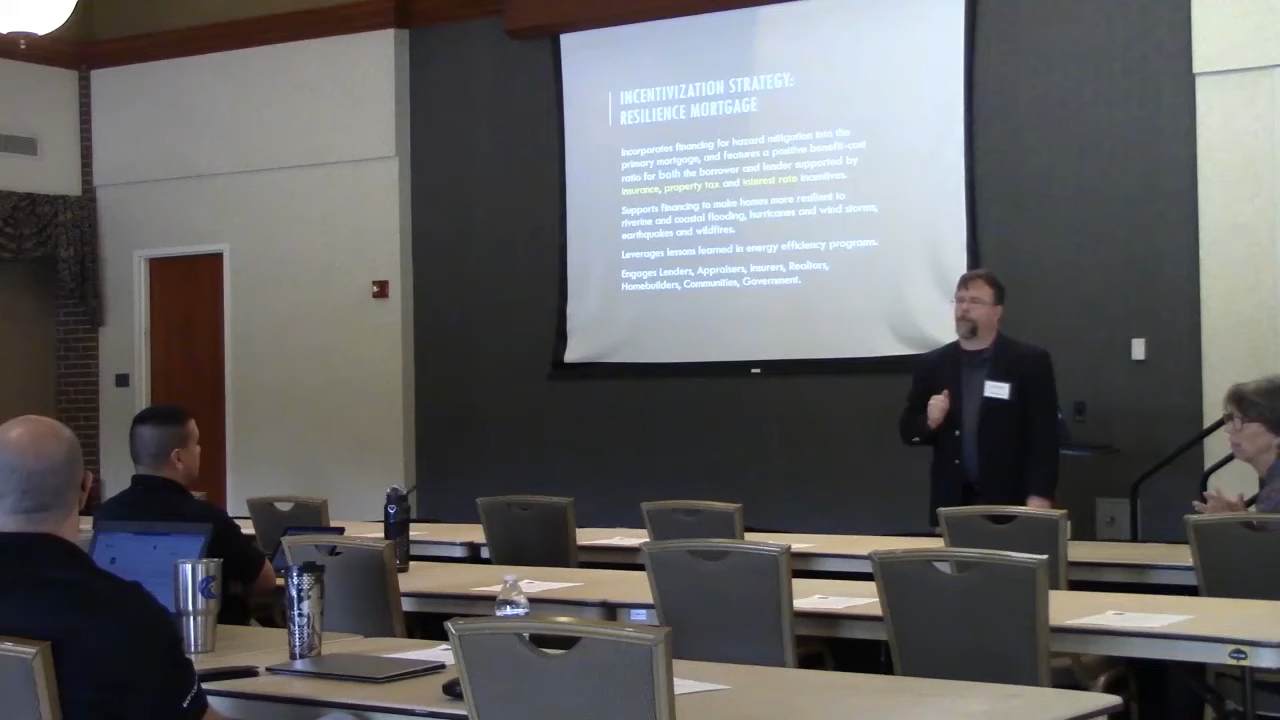 INCENTIVIZATION STRATEGY:
RESILIENCE MORTGAGE
Incorporates financing for hazard mitigation into the
primary mortgage, and features a positive benefit-cost
ratio for both the borrower and lender supported by
insurance, property tax and interest rate incentives.
Supports financing to make homes more resilient to
riverine and coastal flooding, hurricanes and wind storms,
earthquakes and wildfires.
Leverages lessons learned in energy efficiency programs.
Engages Lenders, Appraisers, Insurers, Realtors,
Homebuilders, Communities, Government.